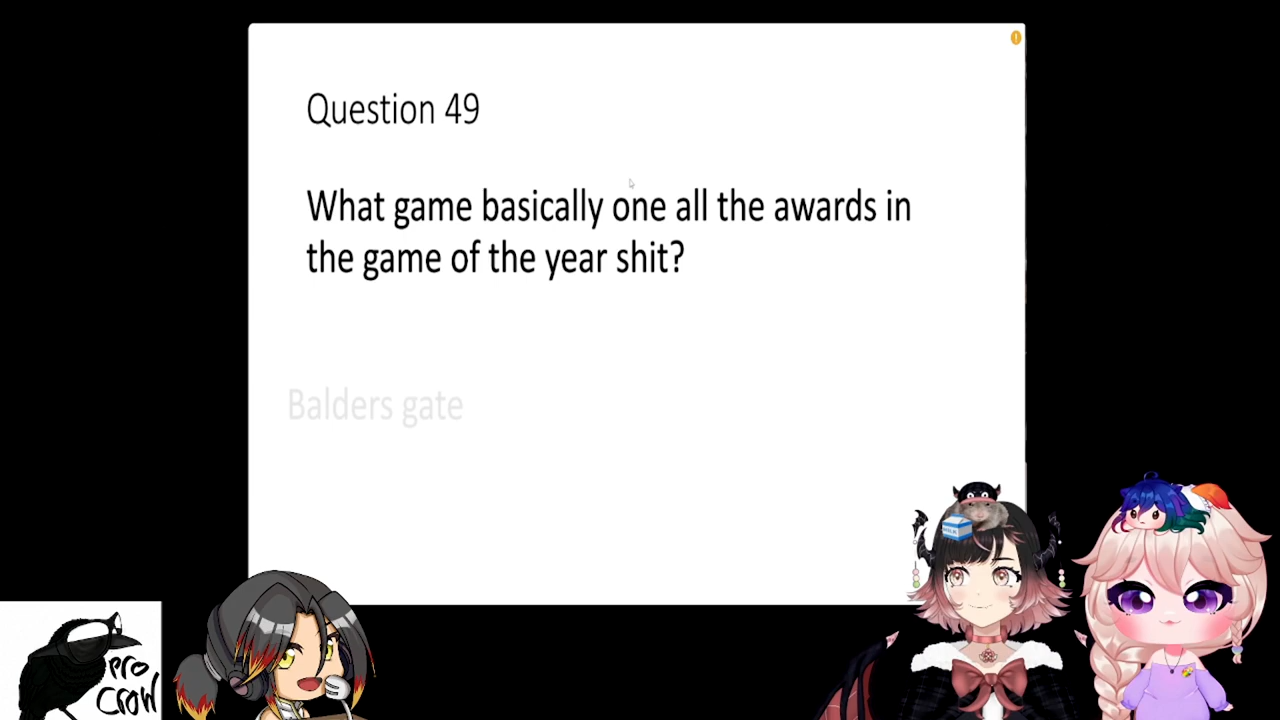 Question 49
What game basically one all the awards in
the game of the year shit?
Balders gate
pro
crow